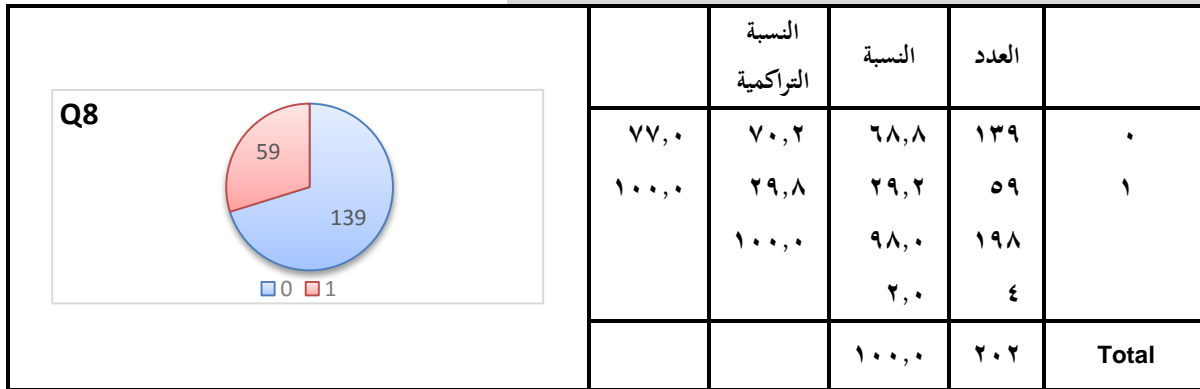 العدد النسبة النسبة التراكمية
٠ ١٣٩ ٦٨,٨ ٧٠,٢ ٧٧,٠
١ ٥٩ ٢٩,٢ ٢٩,٨ ١٠٠,٠
١٩٨ ٩٨,٠ ١٠٠,٠
٤ ٢,٠
Total ٢٠٢ ١٠٠,٠
Q8
59
139
0 1